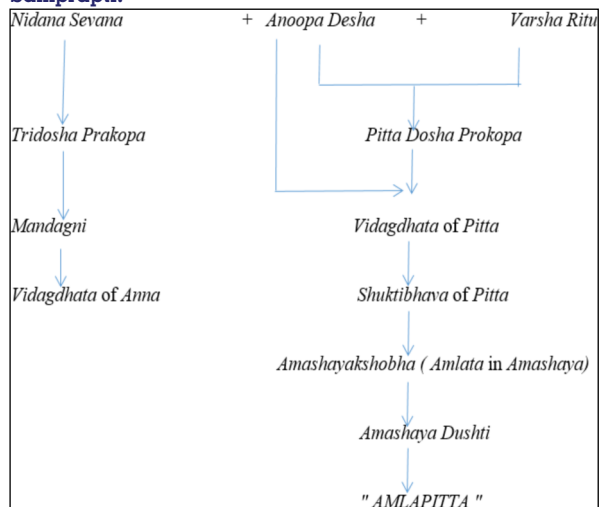 Samprapti:
Nidana Sevana + Anoopa Desha + Varsha Ritu
Tridosha Prakopa Pitta Dosha Prokopa
Mandagni Vidagdhata of Pitta
Vidagdhata of Anna Shuktibhava of Pitta
Amashayakshobha ( Amlata in Amashaya)
Amashaya Dushti
" AMLAPITTA "